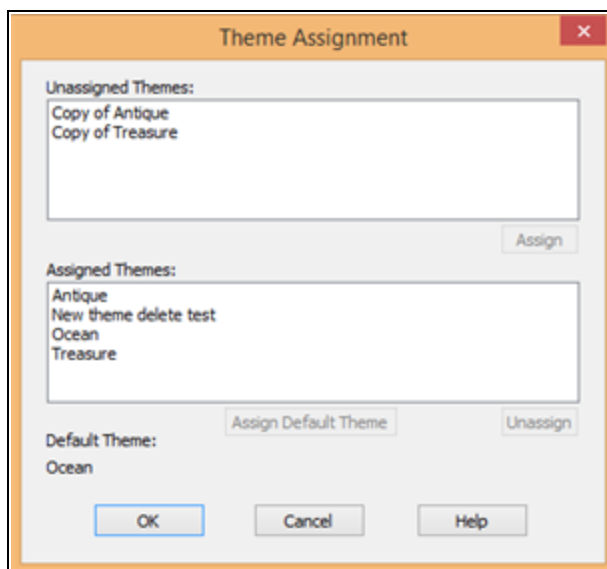 Theme Assignment
Unassigned Themes:
Copy of Antique
Copy of Treasure
Assign
Assigned Themes:
Antique
New theme delete test
Ocean
Treasure
Assign Default Theme
Unassign
Default Theme:
Ocean
OK
Cancel
Help